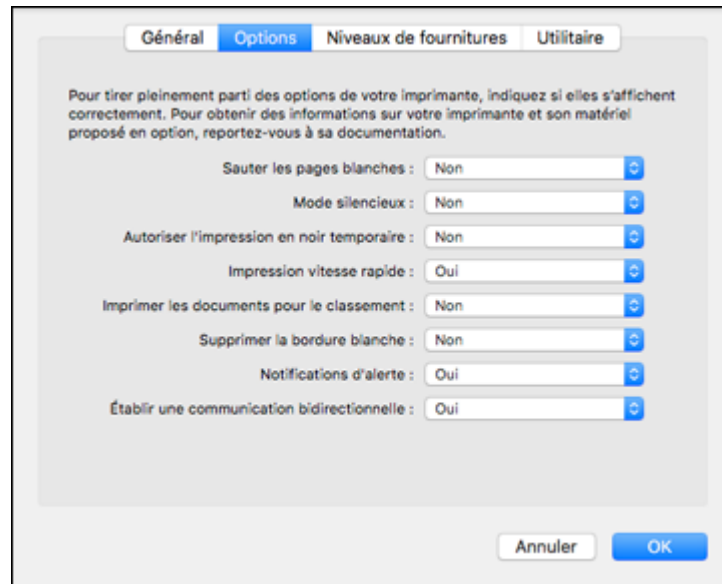 Général Options Niveaux de fournitures Utilitaire
Pour tirer pleinement parti des options de votre imprimante, indiquez si elles s'affichent
correctement. Pour obtenir des informations sur votre imprimante et son matériel
proposé en option, reportez-vous à sa documentation.
Sauter les pages blanches : Non
Mode silencieux : Non
Autoriser l'impression en noir temporaire : Non
Impression vitesse rapide : Oui
Imprimer les documents pour le classement : Non
Supprimer la bordure blanche : Non
Notifications d'alerte : Oui
Établir une communication bidirectionnelle : Oui
Annuler OK